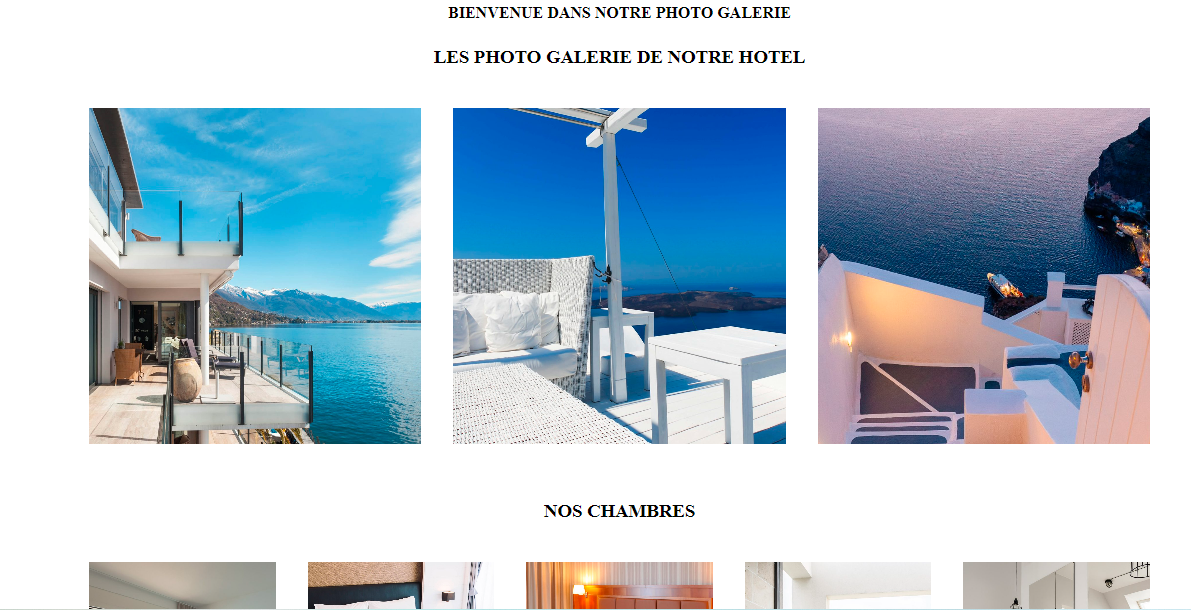 BIENVENUE DANS NOTRE PHOTO GALERIE
LES PHOTO GALERIE DE NOTRE HOTEL
NOS CHAMBRES